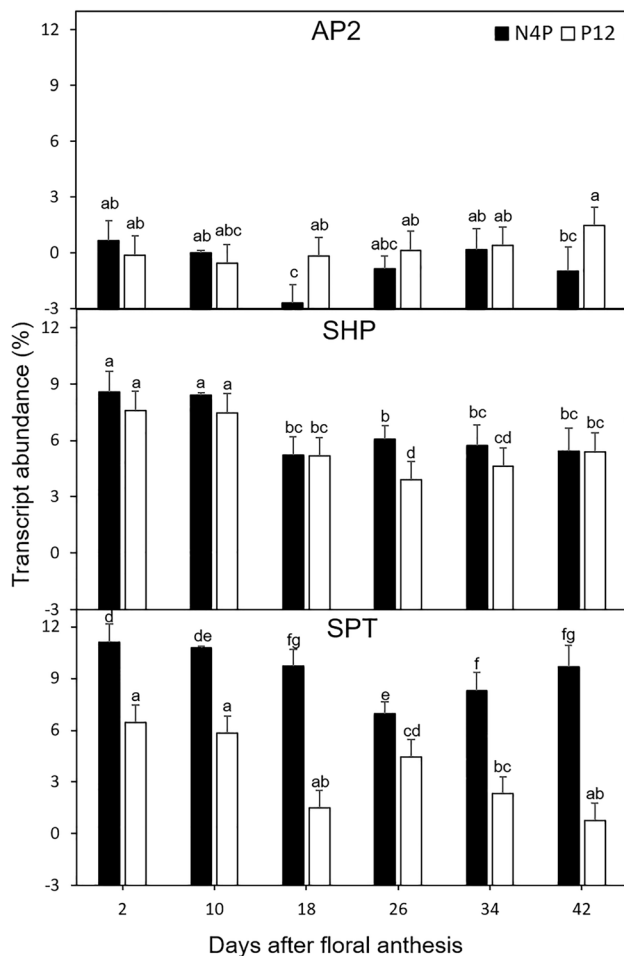 AP2
N4P P12
12
9
6
3
0
-3
ab ab ab abc c ab abc ab ab ab bc a
SHP
12
9
6
3
0
-3
a a a a bc bc b d bc cd bc bc
SPT
12
9
6
3
0
-3
d a de a fg ab e cd f bc fg ab
2 10 18 26 34 42
Days after floral anthesis
Transcript abundance (%)